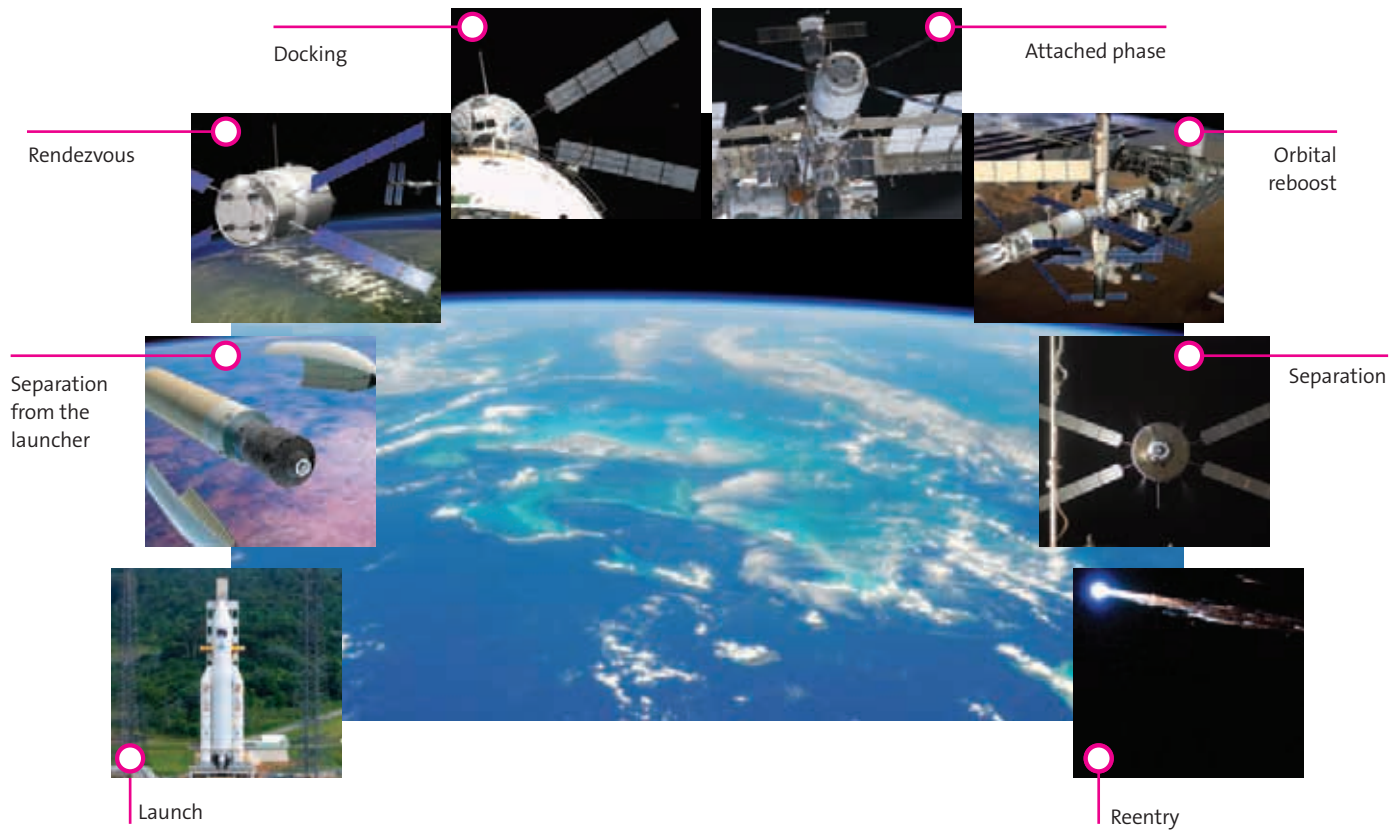 Docking
Attached phase
Rendezvous
Orbital
reboost
Separation
from the
launcher
Separation
Launch
Reentry